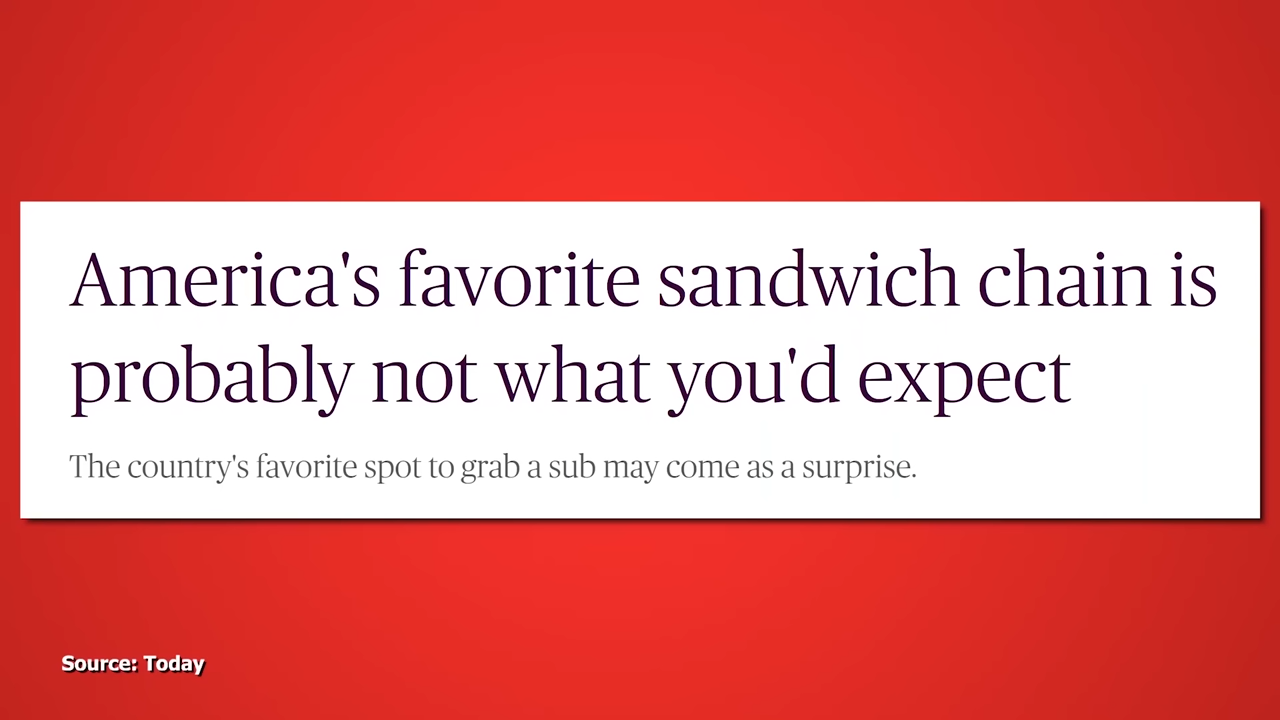 America's favorite sandwich chain is
probably not what you'd expect
The country's favorite spot to grab a sub may come as a surprise.
Source: Today